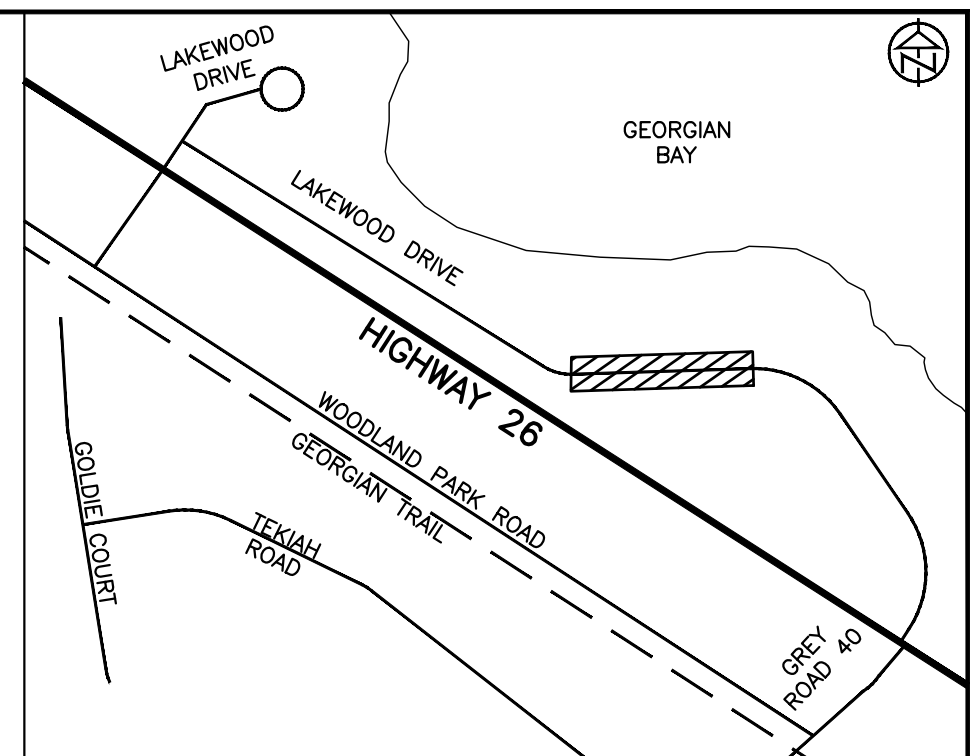 LAKEWOOD
DRIVE
GEORGIAN
BAY
LAKEWOOD DRIVE
HIGHWAY 26
WOODLAND PARK ROAD
GEORGIAN TRAIL
GOLDIE COURT
TEKIAH
ROAD
GREY
ROAD 40
N